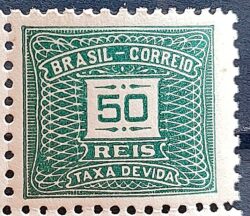 BRASIL-CORREIO
50
REIS
TAXA DEVIDA